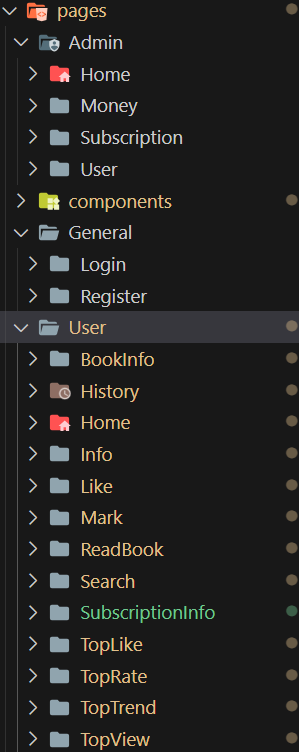 pages
Admin
Home
Money
Subscription
User
components
General
Login
Register
User
BookInfo
History
Home
Info
Like
Mark
ReadBook
Search
SubscriptionInfo
TopLike
TopRate
TopTrend
TopView